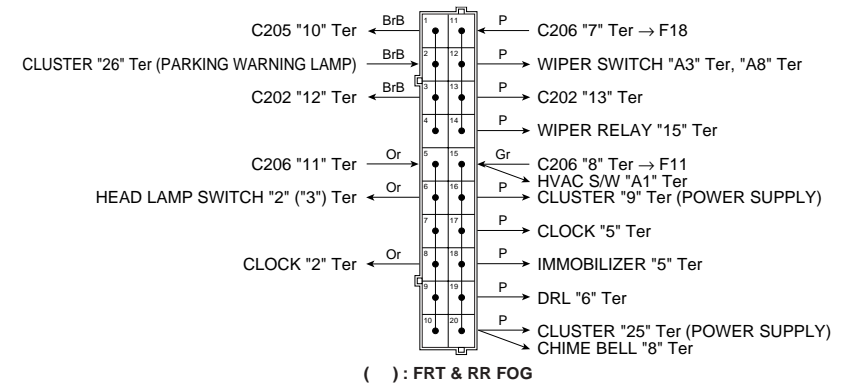 BrB 1 11 P
C205 "10" Ter C206 "7" Ter → F18
BrB 2 12 P
CLUSTER "26" Ter (PARKING WARNING LAMP) WIPER SWITCH "A3" Ter, "A8" Ter
BrB 3 13 P
C202 "12" Ter C202 "13" Ter
4 14 P
WIPER RELAY "15" Ter
Or 5 15 Gr
C206 "11" Ter C206 "8" Ter → F11
HVAC S/W "A1" Ter
Or 6 16 P
HEAD LAMP SWITCH "2" ("3") Ter CLUSTER "9" Ter (POWER SUPPLY)
7 17 P
CLOCK "5" Ter
Or 8 18 P
CLOCK "2" Ter IMMOBILIZER "5" Ter
9 19 P
DRL "6" Ter
10 20 P
CLUSTER "25" Ter (POWER SUPPLY)
CHIME BELL "8" Ter
( ) : FRT & RR FOG